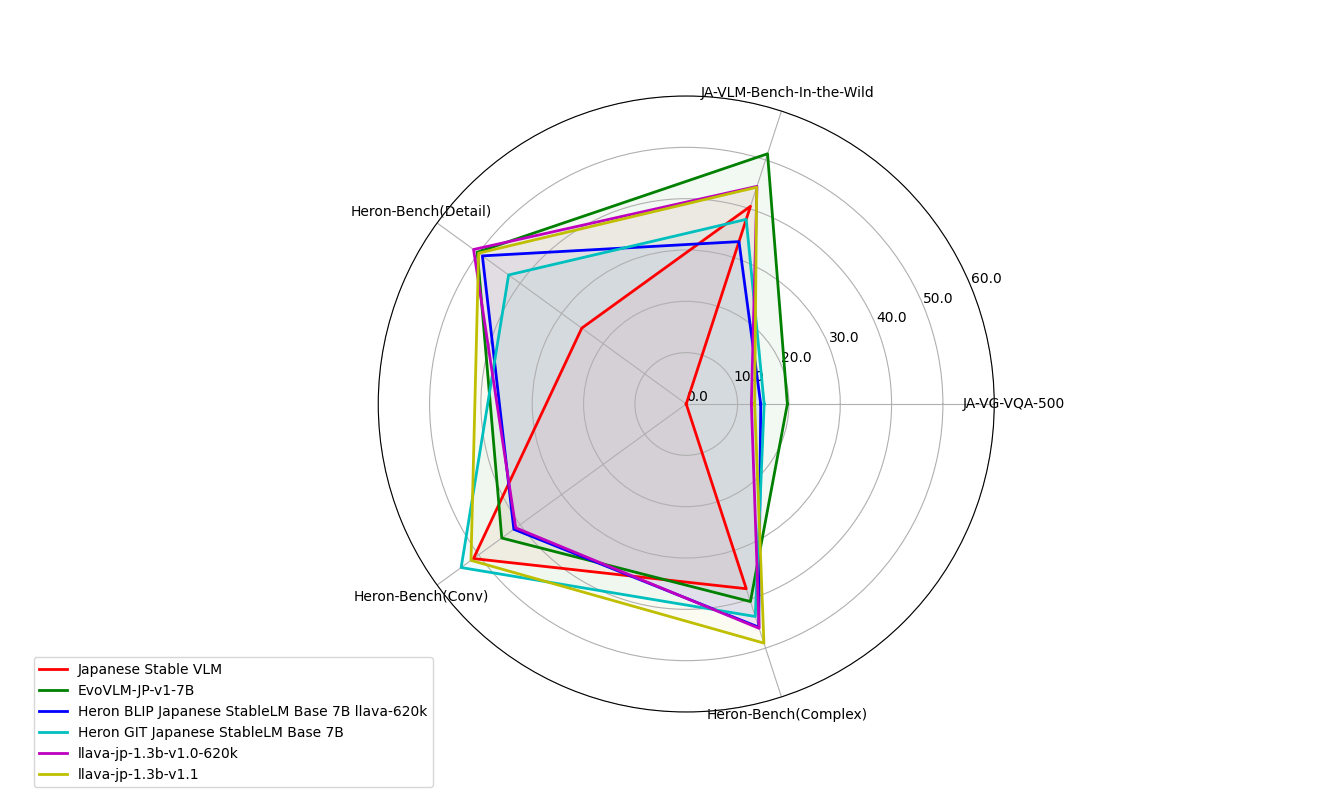 JA-VLM-Bench-In-the-Wild
Heron-Bench(Detail)
60.0
50.0
40.0
30.0
20.0
10.0
0.0
JA-VG-VQA-500
Heron-Bench(Conv)
Heron-Bench(Complex)
Japanese Stable VLM
EvoVLM-JP-v1-7B
Heron BLIP Japanese StableLM Base 7B llava-620k
Heron GIT Japanese StableLM Base 7B
llava-jp-1.3b-v1.0-620k
llava-jp-1.3b-v1.1